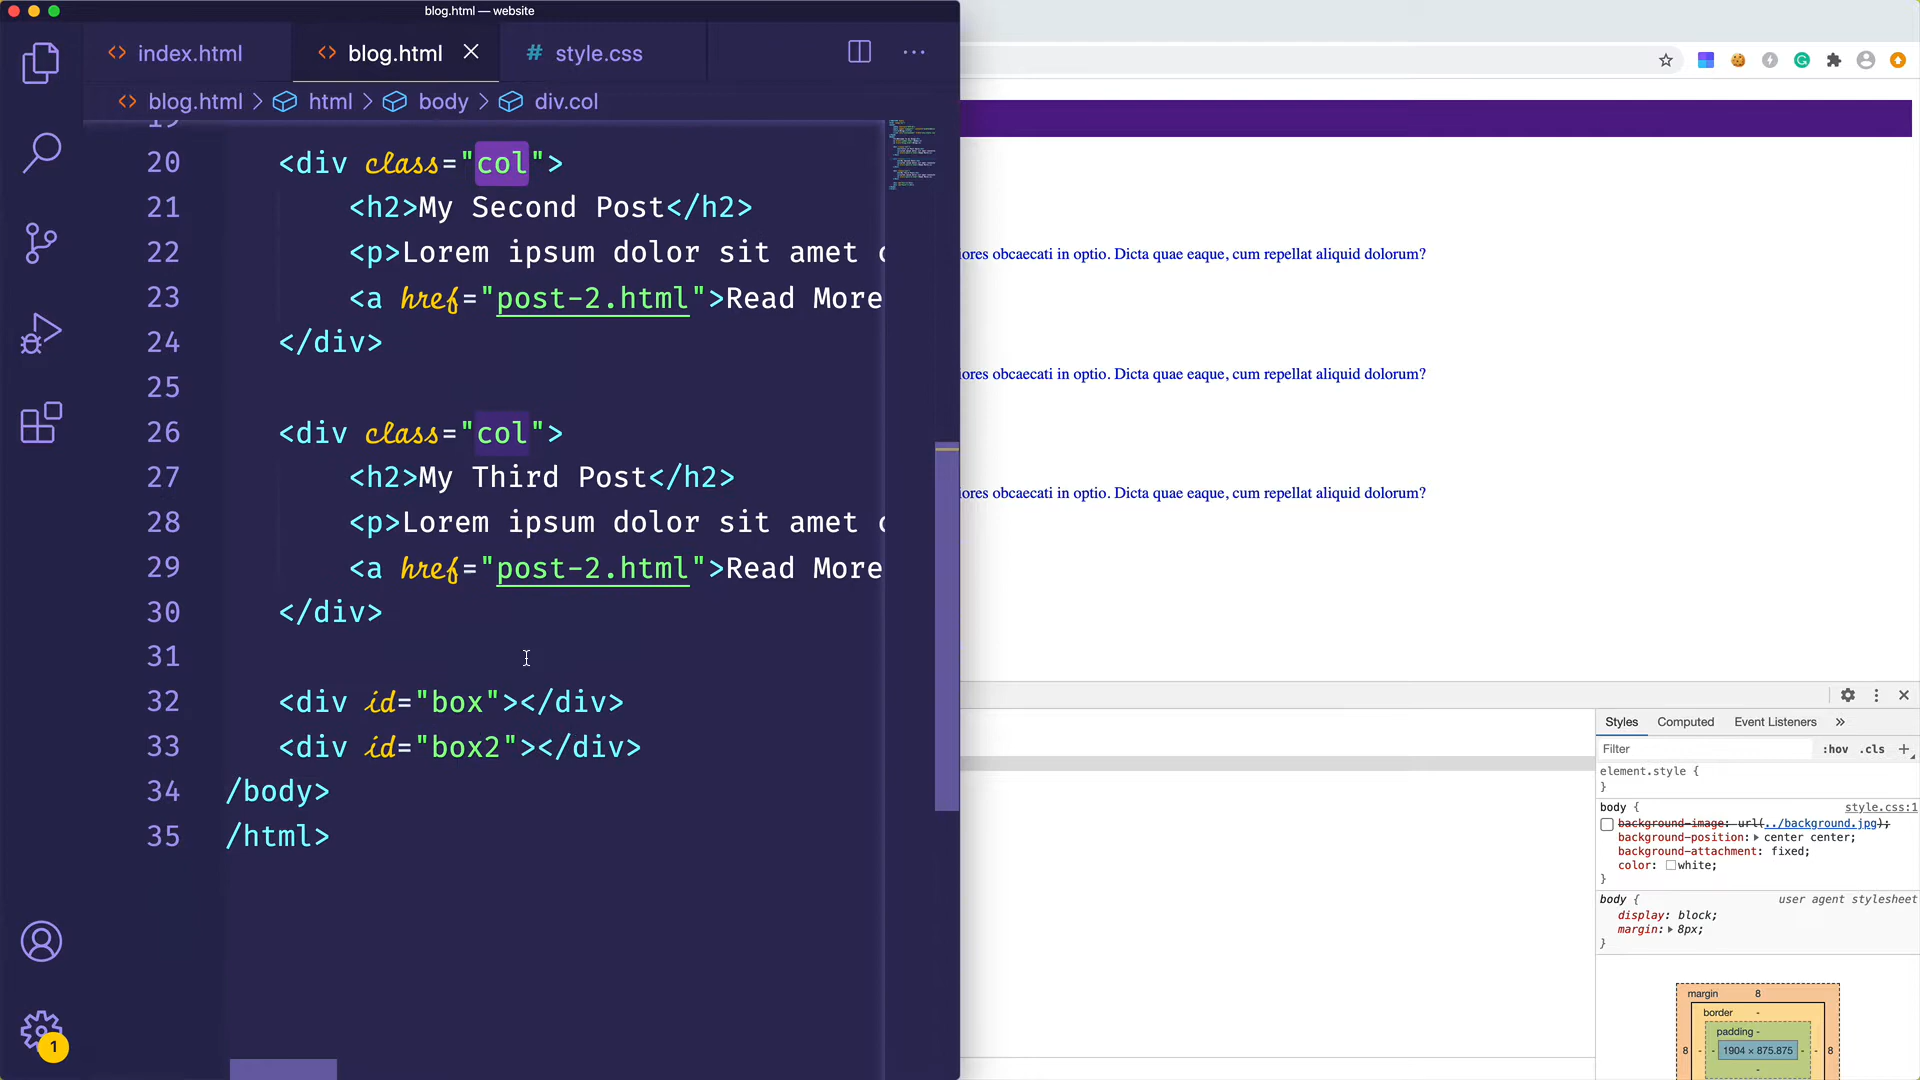 blog.html — website
index.html
blog.html
# style.css
blog.html > html > body > div.col
19
20 <div class="col">
21 <h2>My Second Post</h2>
22 <p>Lorem ipsum dolor sit amet c
23 <a href="post-2.html">Read More
24 </div>
25
26 <div class="col">
27 <h2>My Third Post</h2>
28 <p>Lorem ipsum dolor sit amet c
29 <a href="post-2.html">Read More
30 </div>
31
32 <div id="box"></div>
33 <div id="box2"></div>
34 /body>
35 /html>
1
iores obcaecati in optio. Dicta quae eaque, cum repellat aliquid dolorum?
iores obcaecati in optio. Dicta quae eaque, cum repellat aliquid dolorum?
iores obcaecati in optio. Dicta quae eaque, cum repellat aliquid dolorum?
Styles Computed Event Listeners »
Filter :hov .cls +
element.style {
}
body { style.css:1
background-image: url(../background.jpg);
background-position: center center;
background-attachment: fixed;
color: white;
}
body { user agent stylesheet
display: block;
margin: 8px;
}
margin 8
border -
padding -
8 - - 1904 × 875.875 - - 8
-